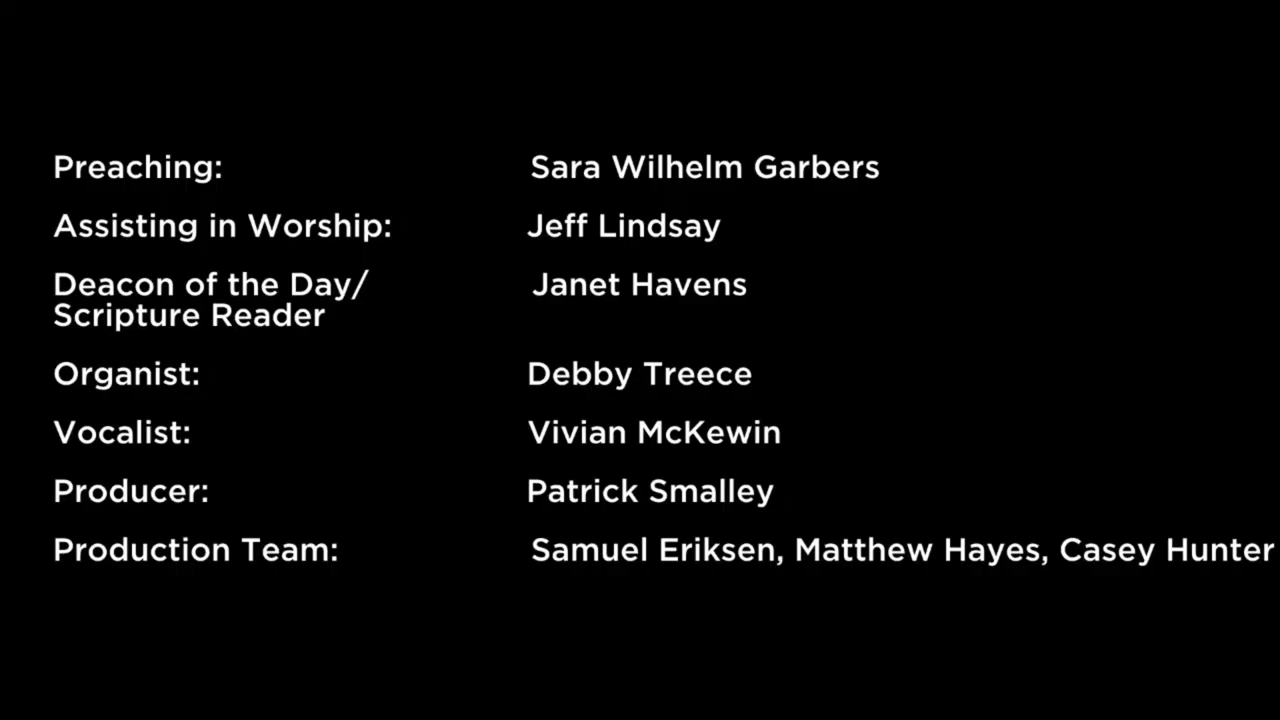 Preaching: Sara Wilhelm Garbers
Assisting in Worship: Jeff Lindsay
Deacon of the Day/ Janet Havens
Scripture Reader
Organist: Debby Treece
Vocalist: Vivian McKewin
Producer: Patrick Smalley
Production Team: Samuel Eriksen, Matthew Hayes, Casey Hunter